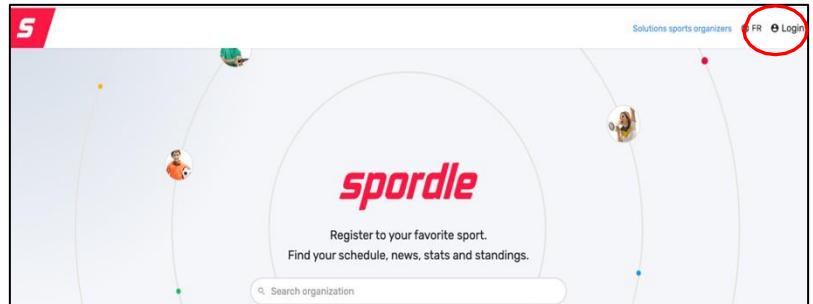 S
Solutions sports organizers FR Login
spordle
Register to your favorite sport.
Find your schedule, news, stats and standings.
Search organization